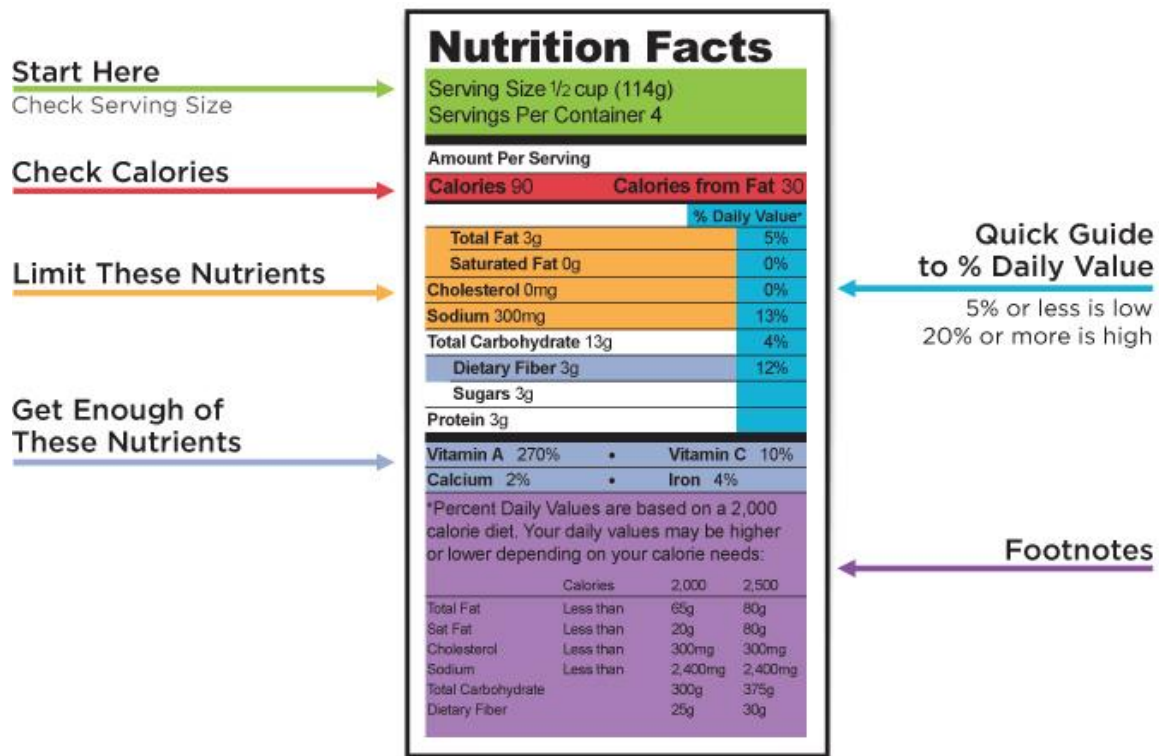 Start Here
Check Serving Size
Check Calories
Limit These Nutrients
Get Enough of
These Nutrients
Nutrition Facts
Serving Size 1/2 cup (114g)
Servings Per Container 4
Amount Per Serving
Calories 90 Calories from Fat 30
% Daily Value*
Total Fat 3g 5%
Saturated Fat 0g 0%
Cholesterol 0mg 0%
Sodium 300mg 13%
Total Carbohydrate 13g 4%
Dietary Fiber 3g 12%
Sugars 3g
Protein 3g
Vitamin A 270% • Vitamin C 10%
Calcium 2% • Iron 4%
*Percent Daily Values are based on a 2,000
calorie diet. Your daily values may be higher
or lower depending on your calorie needs:
Calories 2,000 2,500
Total Fat Less than 65g 80g
Sat Fat Less than 20g 80g
Cholesterol Less than 300mg 300mg
Sodium Less than 2,400mg 2,400mg
Total Carbohydrate 300g 375g
Dietary Fiber 25g 30g
Quick Guide
to % Daily Value
5% or less is low
20% or more is high
Footnotes